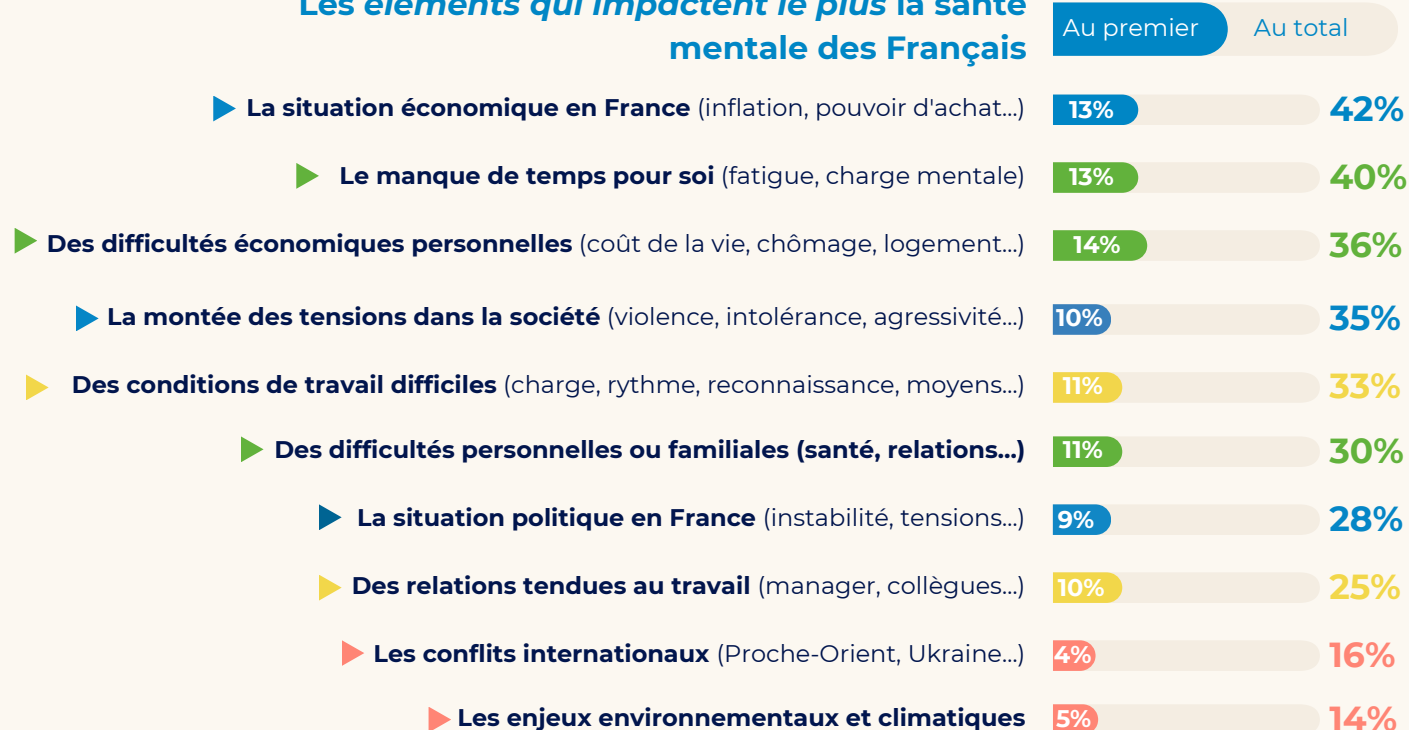 Les éléments qui impactent le plus la santé
mentale des Français
Au premier Au total
La situation économique en France (inflation, pouvoir d'achat...) 13% 42%
Le manque de temps pour soi (fatigue, charge mentale) 13% 40%
Des difficultés économiques personnelles (coût de la vie, chômage, logement...) 14% 36%
La montée des tensions dans la société (violence, intolérance, agressivité...) 10% 35%
Des conditions de travail difficiles (charge, rythme, reconnaissance, moyens...) 11% 33%
Des difficultés personnelles ou familiales (santé, relations...) 11% 30%
La situation politique en France (instabilité, tensions...) 9% 28%
Des relations tendues au travail (manager, collègues...) 10% 25%
Les conflits internationaux (Proche-Orient, Ukraine...) 4% 16%
Les enjeux environnementaux et climatiques 5% 14%